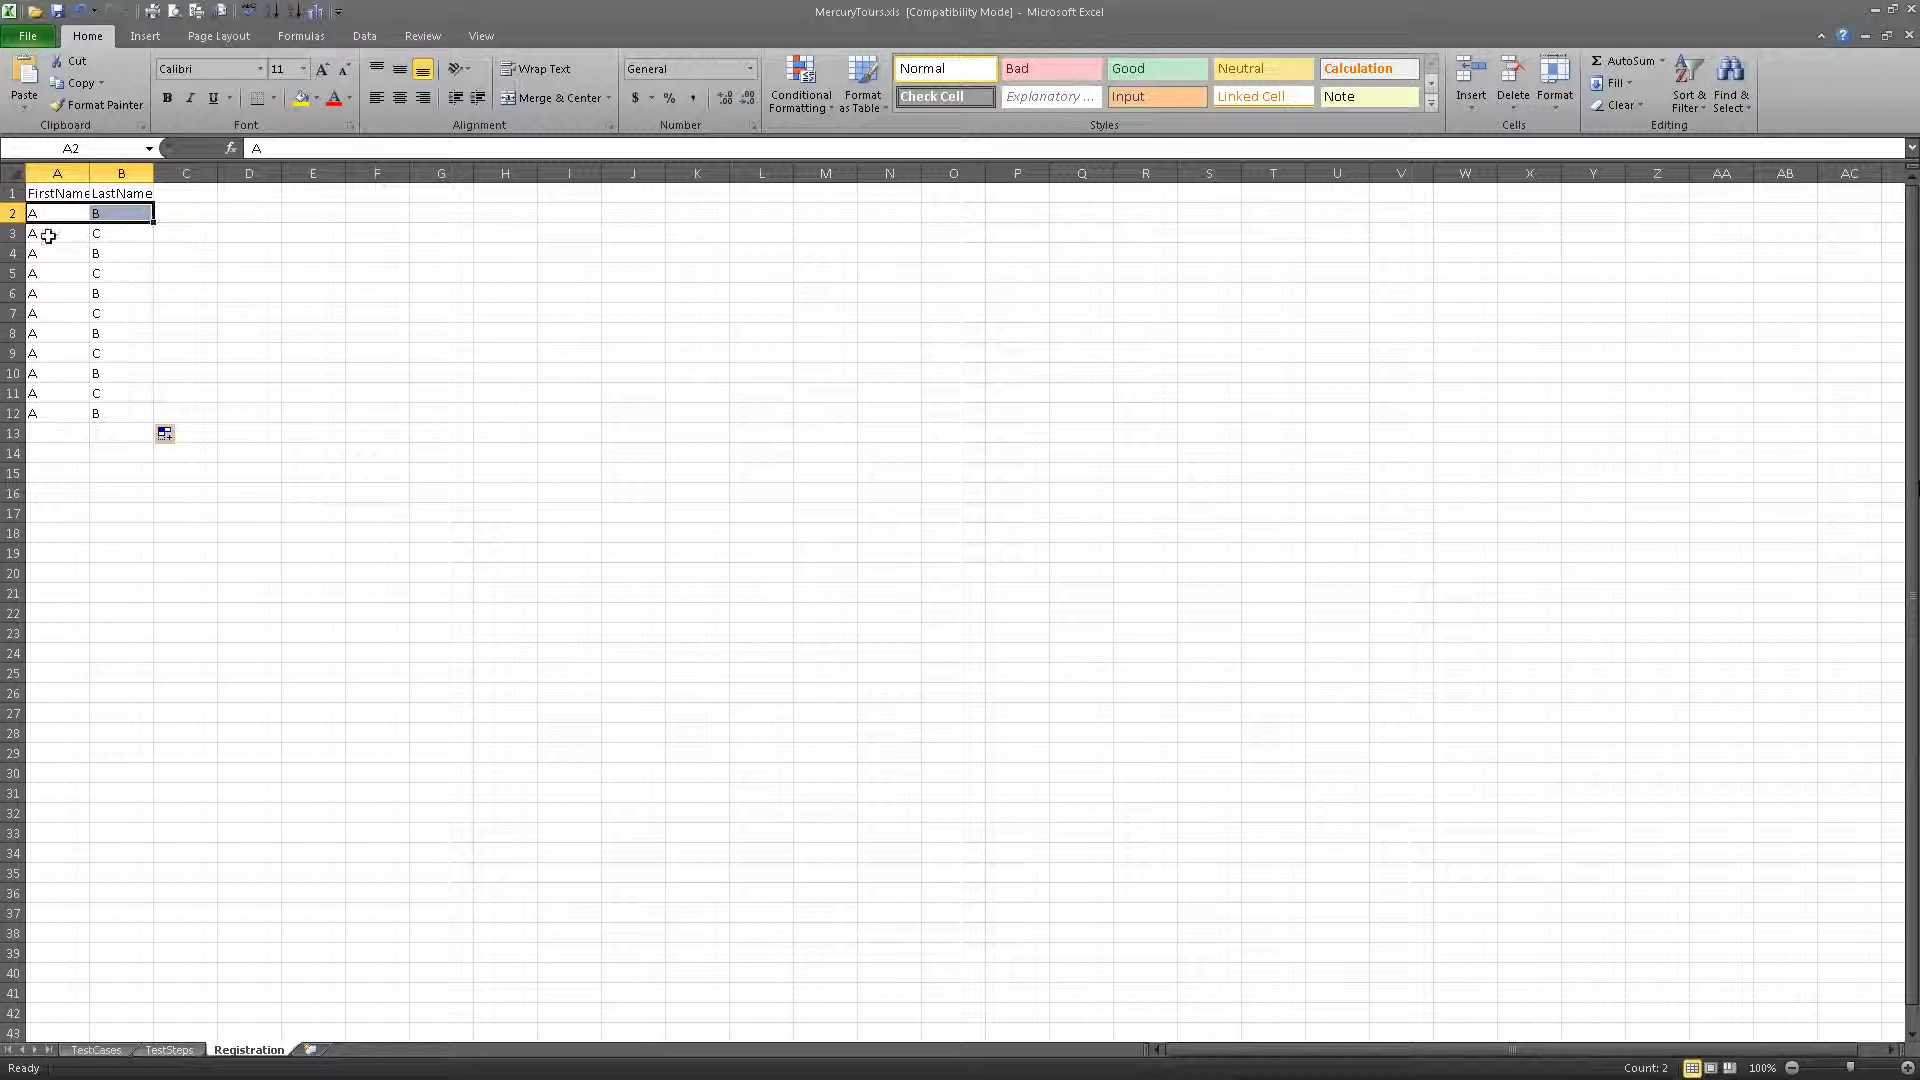 MercuryTours.xls [Compatibility Mode] - Microsoft Excel
File Home Insert Page Layout Formulas Data Review View
Paste
Cut
Copy
Format Painter
Clipboard
Calibri 11
B I U
Font
Wrap Text
Merge & Center
Alignment
General
$ % ,
Number
Conditional Formatting
Format as Table
Normal Bad Good Neutral Calculation
Check Cell Explanatory ... Input Linked Cell Note
Styles
Insert Delete Format
Cells
Σ AutoSum
Fill
Clear
Sort & Filter
Find & Select
Editing
A2 fx A
A B C D E F G H I J K L M N O P Q R S T U V W X Y Z AA AB AC
1 FirstName LastName
2 A B
3 A C
4 A B
5 A C
6 A B
7 A C
8 A B
9 A C
10 A B
11 A C
12 A B
13
14
15
16
17
18
19
20
21
22
23
24
25
26
27
28
29
30
31
32
33
34
35
36
37
38
39
40
41
42
43
TestCases TestSteps Registration
Ready Count: 2 100%